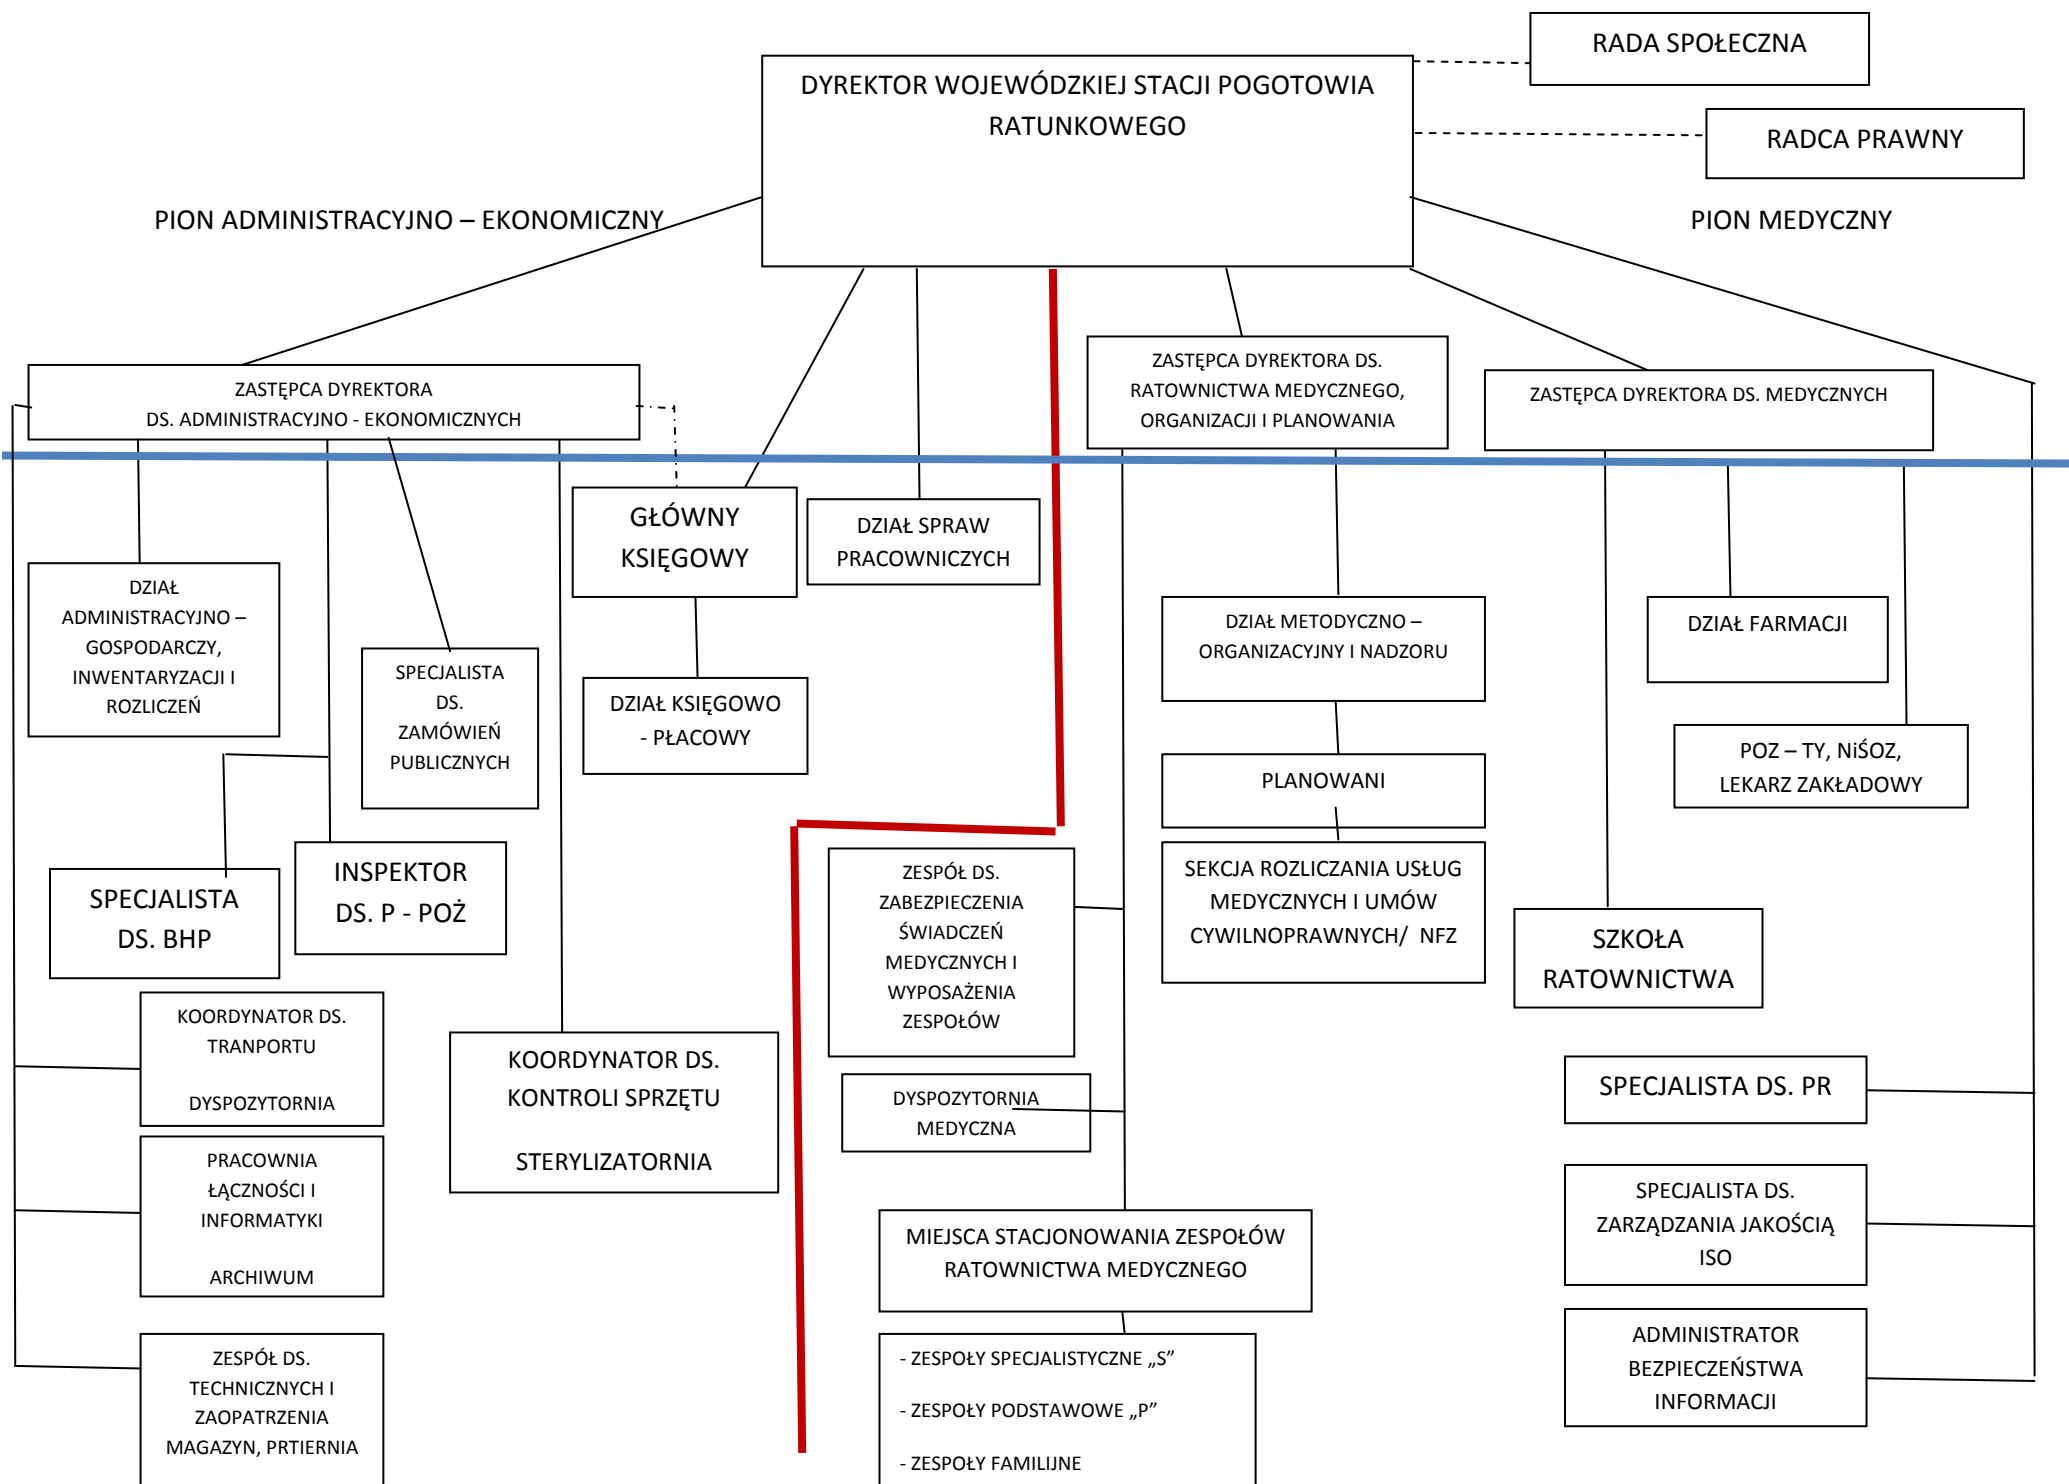 RADA SPOŁECZNA
DYREKTOR WOJEWÓDZKIEJ STACJI POGOTOWIA
RATUNKOWEGO
RADCA PRAWNY
PION ADMINISTRACYJNO – EKONOMICZNY
PION MEDYCZNY
ZASTĘPCA DYREKTORA
DS. ADMINISTRACYJNO - EKONOMICZNYCH
ZASTĘPCA DYREKTORA DS.
RATOWNICTWA MEDYCZNEGO,
ORGANIZACJI I PLANOWANIA
ZASTĘPCA DYREKTORA DS. MEDYCZNYCH
GŁÓWNY
KSIĘGOWY
DZIAŁ SPRAW
PRACOWNICZYCH
DZIAŁ
ADMINISTRACYJNO –
GOSPODARCZY,
INWENTARYZACJI I
ROZLICZEŃ
SPECJALISTA
DS.
ZAMÓWIEŃ
PUBLICZNYCH
DZIAŁ KSIĘGOWO
- PŁACOWY
DZIAŁ METODYCZNO –
ORGANIZACYJNY I NADZORU
DZIAŁ FARMACJI
PLANOWANI
POZ – TY, NiŚOZ,
LEKARZ ZAKŁADOWY
SPECJALISTA
DS. BHP
INSPEKTOR
DS. P - POŻ
ZESPÓŁ DS.
ZABEZPIECZENIA
ŚWIADCZEŃ
MEDYCZNYCH I
WYPOSAŻENIA
ZESPOŁÓW
SEKCJA ROZLICZANIA USŁUG
MEDYCZNYCH I UMÓW
CYWILNOPRAWNYCH/ NFZ
SZKOŁA
RATOWNICTWA
KOORDYNATOR DS.
TRANPORTU
DYSPOZYTORNIA
KOORDYNATOR DS.
KONTROLI SPRZĘTU
STERYLIZATORNIA
DYSPOZYTORNIA
MEDYCZNA
SPECJALISTA DS. PR
PRACOWNIA
ŁĄCZNOŚCI I
INFORMATYKI
ARCHIWUM
MIEJSCA STACJONOWANIA ZESPOŁÓW
RATOWNICTWA MEDYCZNEGO
SPECJALISTA DS.
ZARZĄDZANIA JAKOŚCIĄ
ISO
ZESPÓŁ DS.
TECHNICZNYCH I
ZAOPATRZENIA
MAGAZYN, PRTIERNIA
- ZESPOŁY SPECJALISTYCZNE „S”
- ZESPOŁY PODSTAWOWE „P”
- ZESPOŁY FAMILIJNE
ADMINISTRATOR
BEZPIECZEŃSTWA
INFORMACJI